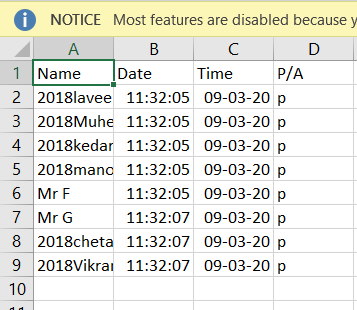 NOTICE Most features are disabled because y
A B C D
1 Name Date Time P/A
2 2018lavee 11:32:05 09-03-20 p
3 2018Muhe 11:32:05 09-03-20 p
4 2018kedar 11:32:05 09-03-20 p
5 2018mano 11:32:05 09-03-20 p
6 Mr F 11:32:05 09-03-20 p
7 Mr G 11:32:07 09-03-20 p
8 2018cheta 11:32:07 09-03-20 p
9 2018Vikra 11:32:07 09-03-20 p
10